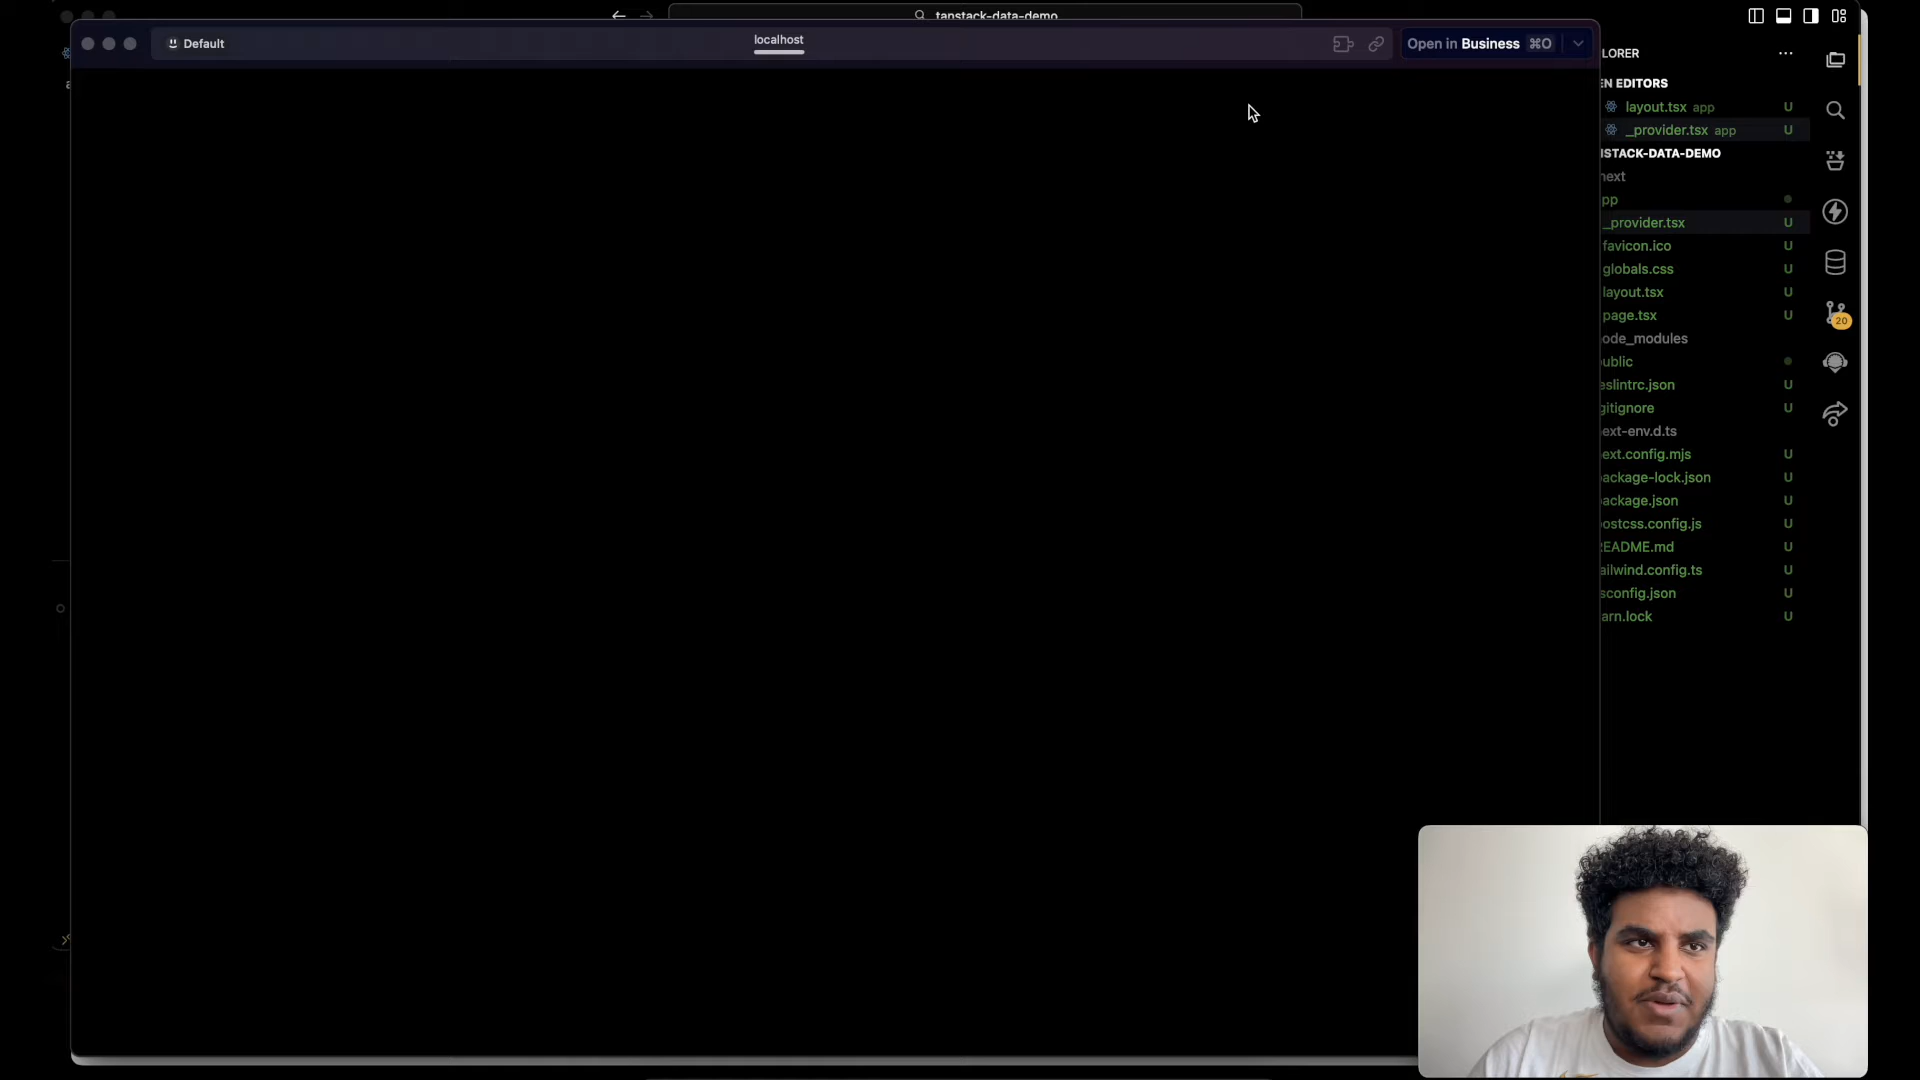 tanstack-data-demo
Default
localhost
Open in Business ⌘O
LORER
EN EDITORS
layout.tsx app U
_provider.tsx app U
NSTACK-DATA-DEMO
next
pp
_provider.tsx U
favicon.ico U
globals.css U
layout.tsx U
page.tsx U
ode_modules
ublic
eslintrc.json U
gitignore U
ext-env.d.ts
ext.config.mjs U
ackage-lock.json U
ackage.json U
ostcss.config.js U
README.md U
ailwind.config.ts U
sconfig.json U
arn.lock U
20